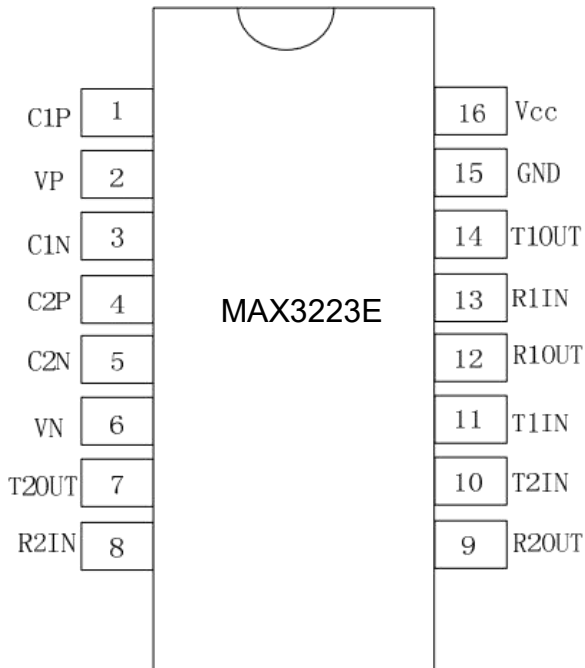 C1P 1 16 Vcc
VP 2 15 GND
C1N 3 14 T1OUT
C2P 4 13 R1IN
MAX3223E
C2N 5 12 R1OUT
VN 6 11 T1IN
T2OUT 7 10 T2IN
R2IN 8 9 R2OUT